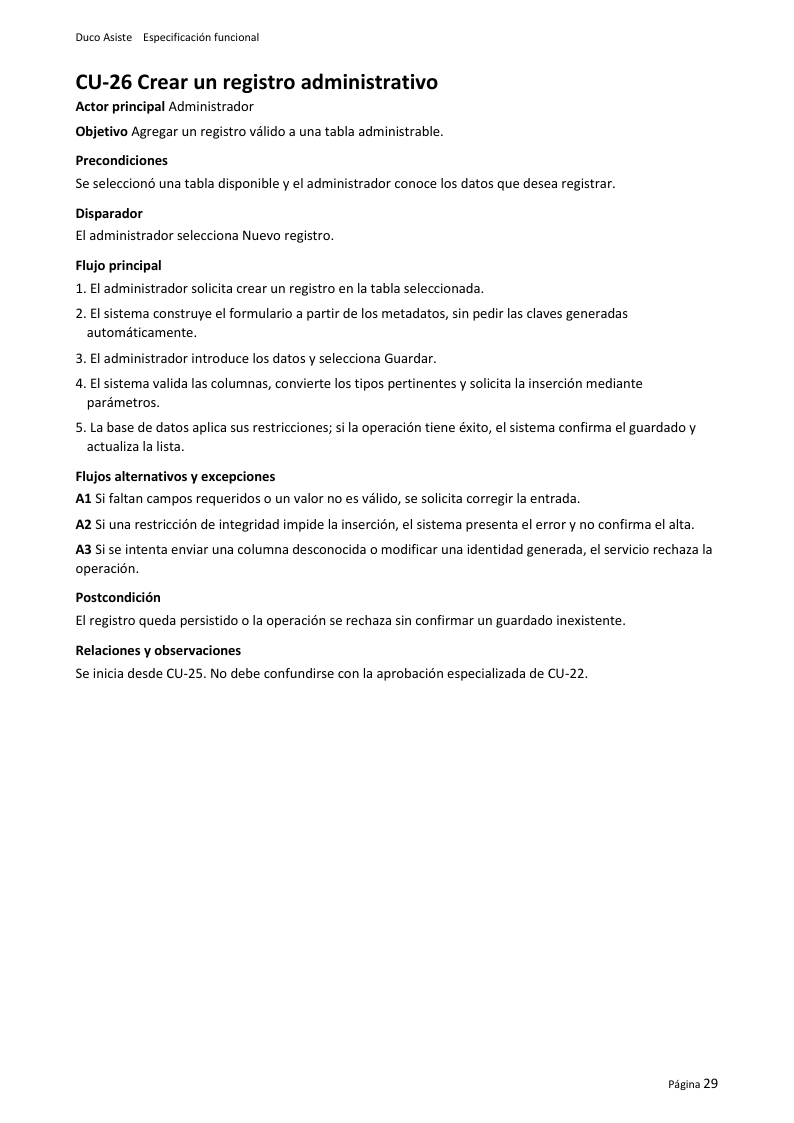 Duco Asiste Especificación funcional
CU-26 Crear un registro administrativo
Actor principal Administrador
Objetivo Agregar un registro válido a una tabla administrable.
Precondiciones
Se seleccionó una tabla disponible y el administrador conoce los datos que desea registrar.
Disparador
El administrador selecciona Nuevo registro.
Flujo principal
1. El administrador solicita crear un registro en la tabla seleccionada.
2. El sistema construye el formulario a partir de los metadatos, sin pedir las claves generadas
automáticamente.
3. El administrador introduce los datos y selecciona Guardar.
4. El sistema valida las columnas, convierte los tipos pertinentes y solicita la inserción mediante
parámetros.
5. La base de datos aplica sus restricciones; si la operación tiene éxito, el sistema confirma el guardado y
actualiza la lista.
Flujos alternativos y excepciones
A1 Si faltan campos requeridos o un valor no es válido, se solicita corregir la entrada.
A2 Si una restricción de integridad impide la inserción, el sistema presenta el error y no confirma el alta.
A3 Si se intenta enviar una columna desconocida o modificar una identidad generada, el servicio rechaza la
operación.
Postcondición
El registro queda persistido o la operación se rechaza sin confirmar un guardado inexistente.
Relaciones y observaciones
Se inicia desde CU-25. No debe confundirse con la aprobación especializada de CU-22.
Página 29